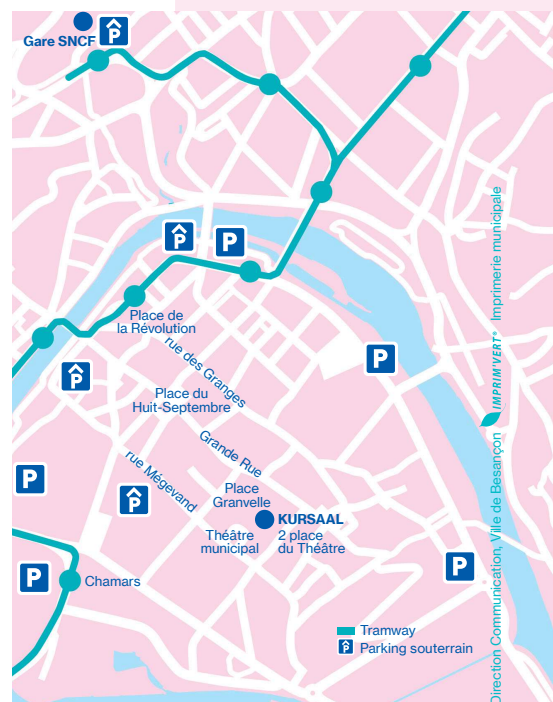 Gare SNCF
P
P
P
Place de
la Révolution
rue des Granges
P
P
Place du
Huit-Septembre
Grande Rue
rue Mégevand
P
P
Place
Granvelle
KURSAAL
2 place
du Théâtre
Théâtre
municipal
P
P
Chamars
Tramway
P Parking souterrain
Direction Communication, Ville de Besançon IMPRIM'VERT® Imprimerie municipale